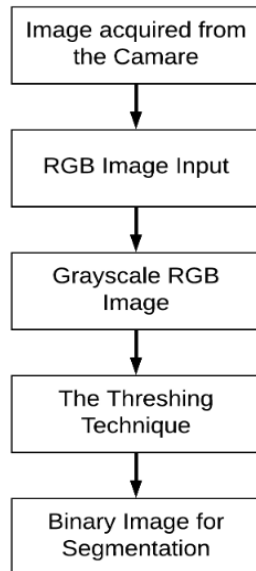 Image acquired from
the Camare
RGB Image Input
Grayscale RGB
Image
The Threshing
Technique
Binary Image for
Segmentation